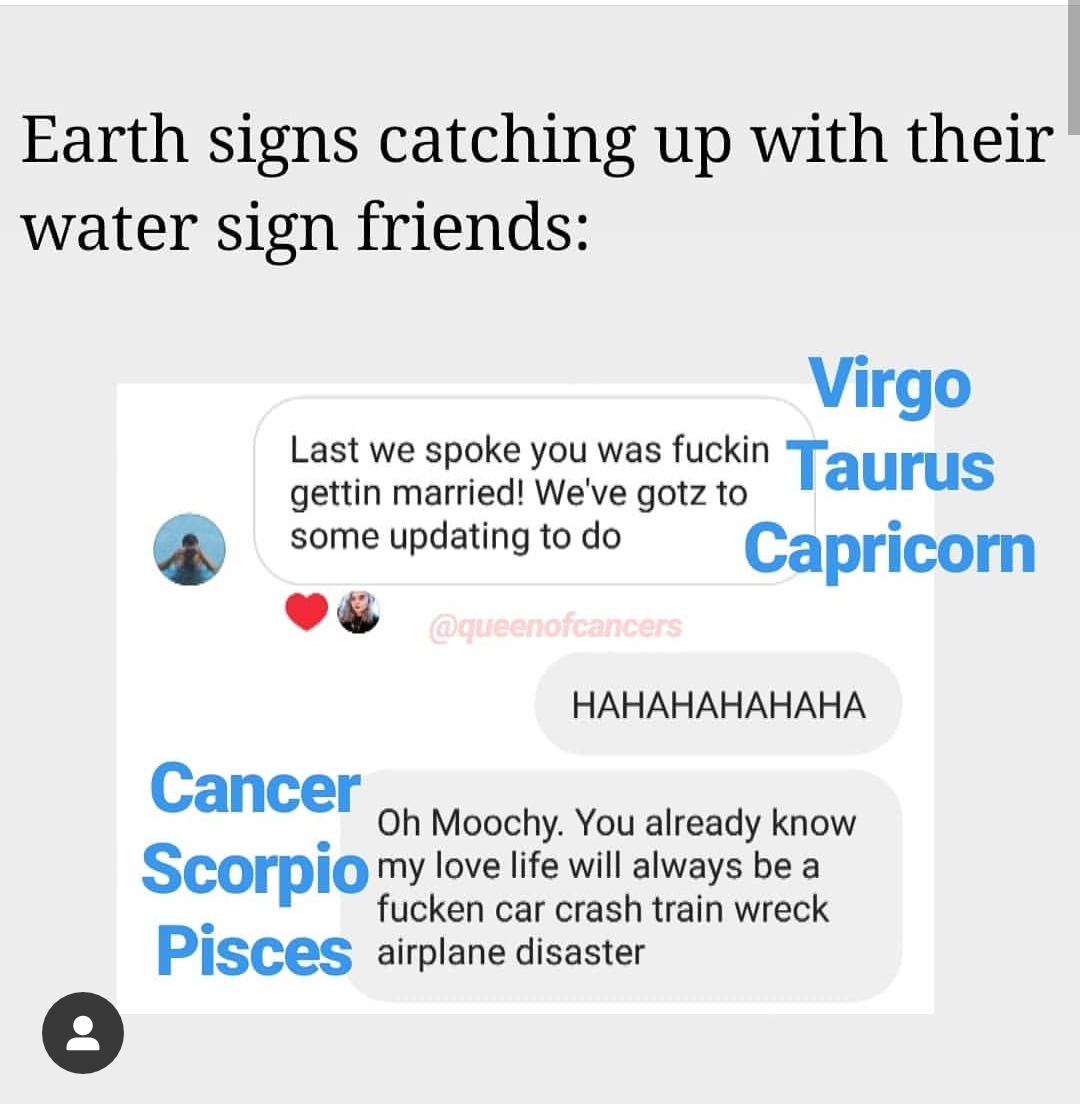 Earth signs catching up with their
water sign friends:
Virgo
Taurus
Capricorn
Last we spoke you was fuckin
gettin married! We've gotz to
some updating to do
@queenofcancers
HAHAHAHAHAHA
Cancer
Scorpio
Pisces
Oh Moochy. You already know
my love life will always be a
fucken car crash train wreck
airplane disaster